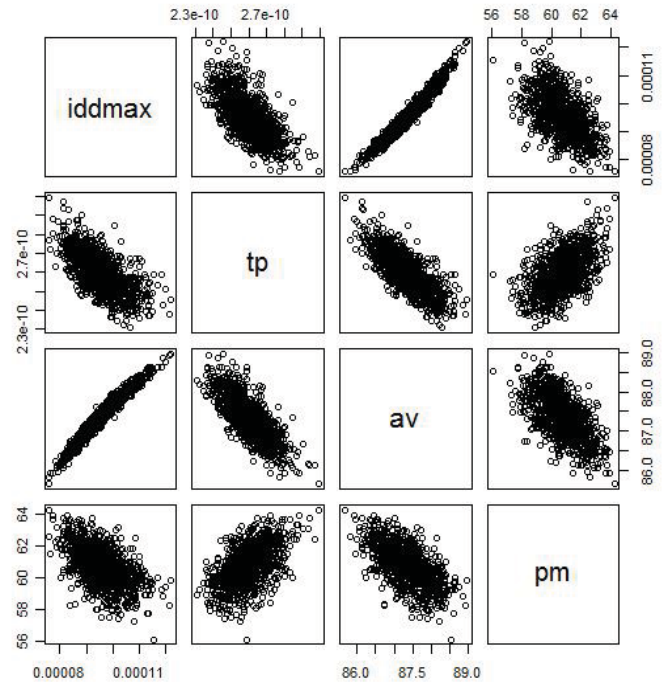 2.3e-10 2.7e-10 56 58 60 62 64
iddmax
0.00008 0.00011
2.3e-10 2.7e-10
tp
av
86.0 87.0 88.0 89.0
56 58 60 62 64
pm
0.00008 0.00011 86.0 87.5 89.0